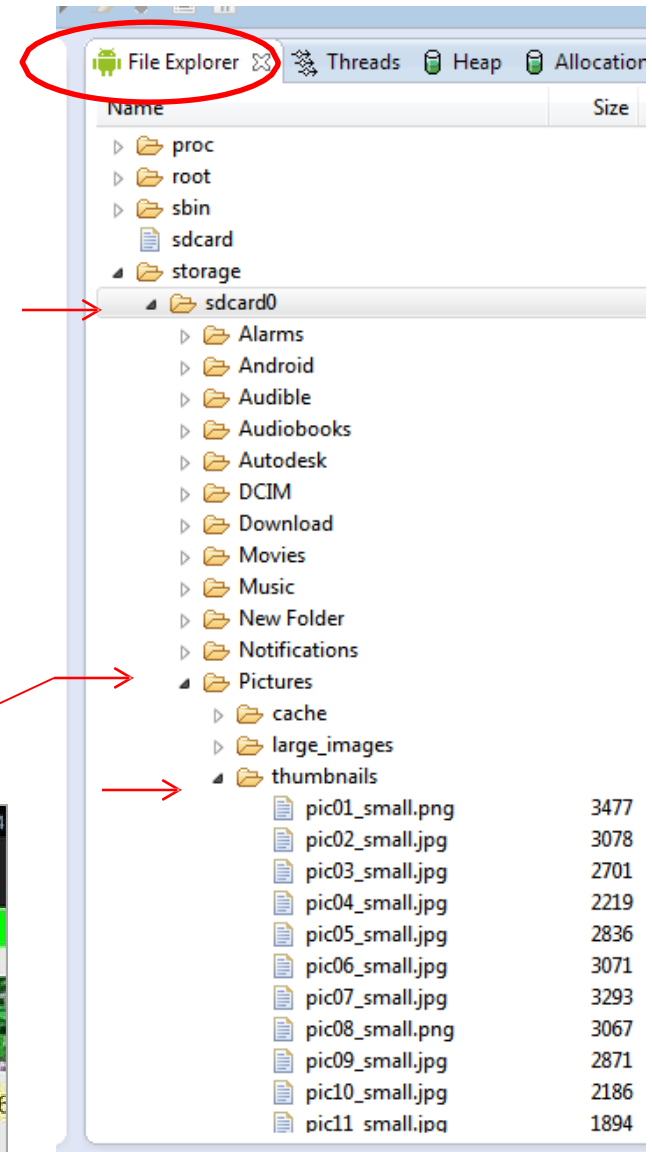 File Explorer Threads Heap Allocation
Name Size
proc
root
sbin
sdcard
storage
sdcard0
Alarms
Android
Audible
Audiobooks
Autodesk
DCIM
Download
Movies
Music
New Folder
Notifications
Pictures
cache
large_images
thumbnails
pic01_small.png 3477
pic02_small.jpg 3078
pic03_small.jpg 2701
pic04_small.jpg 2219
pic05_small.jpg 2836
pic06_small.jpg 3071
pic07_small.jpg 3293
pic08_small.png 3067
pic09_small.jpg 2871
pic10_small.jpg 2186
pic11_small.jpg 1894